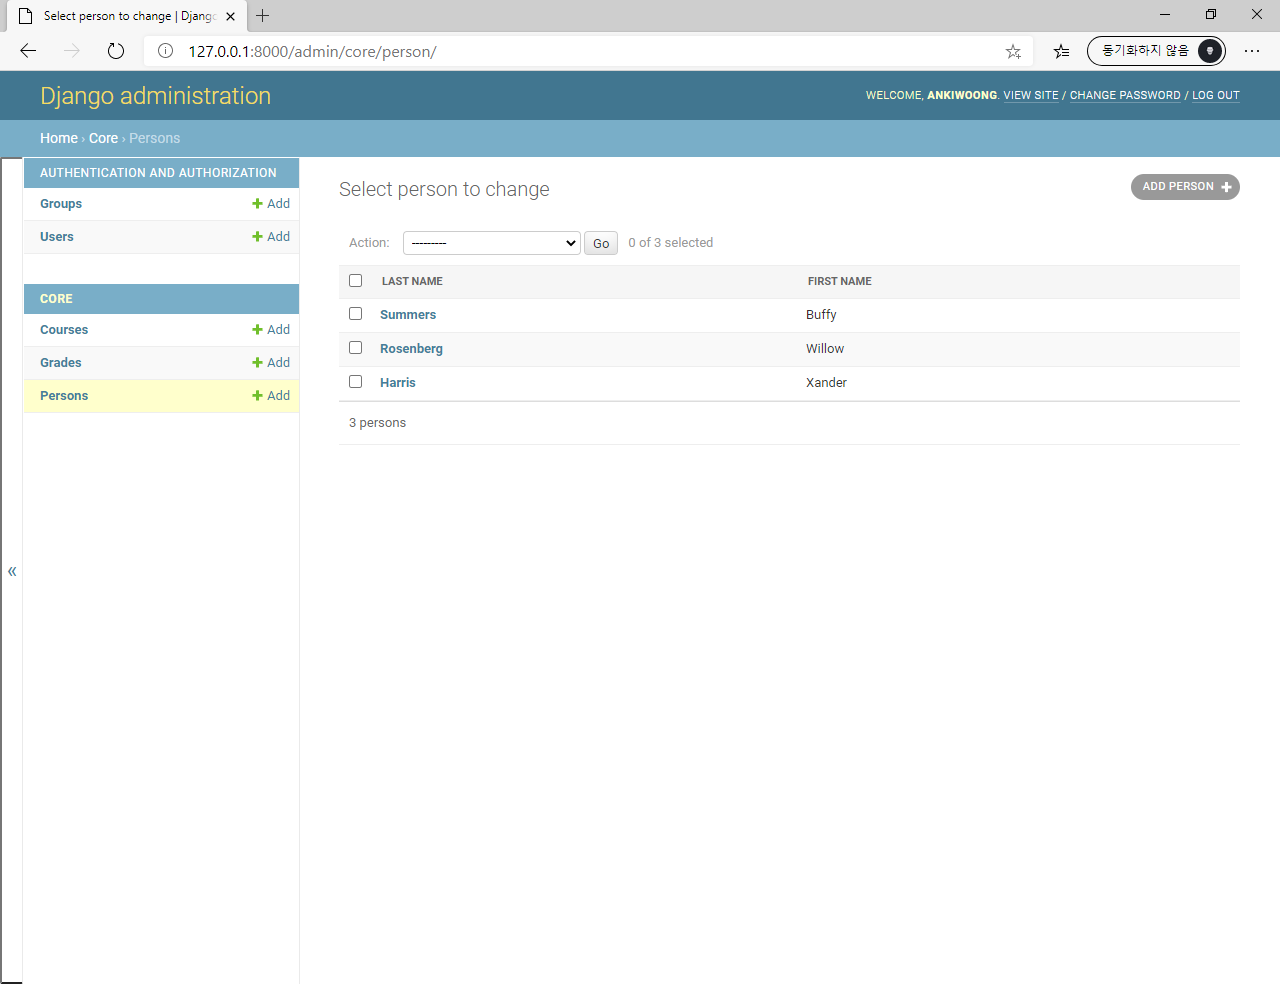 Select person to change | Djang
127.0.0.1:8000/admin/core/person/
동기화하지 않음
Django administration
WELCOME, ANKIWOONG. VIEW SITE / CHANGE PASSWORD / LOG OUT
Home › Core › Persons
AUTHENTICATION AND AUTHORIZATION
Groups + Add
Users + Add
CORE
Courses + Add
Grades + Add
Persons + Add
«
Select person to change
ADD PERSON +
Action: --------- Go 0 of 3 selected
LAST NAME FIRST NAME
Summers Buffy
Rosenberg Willow
Harris Xander
3 persons